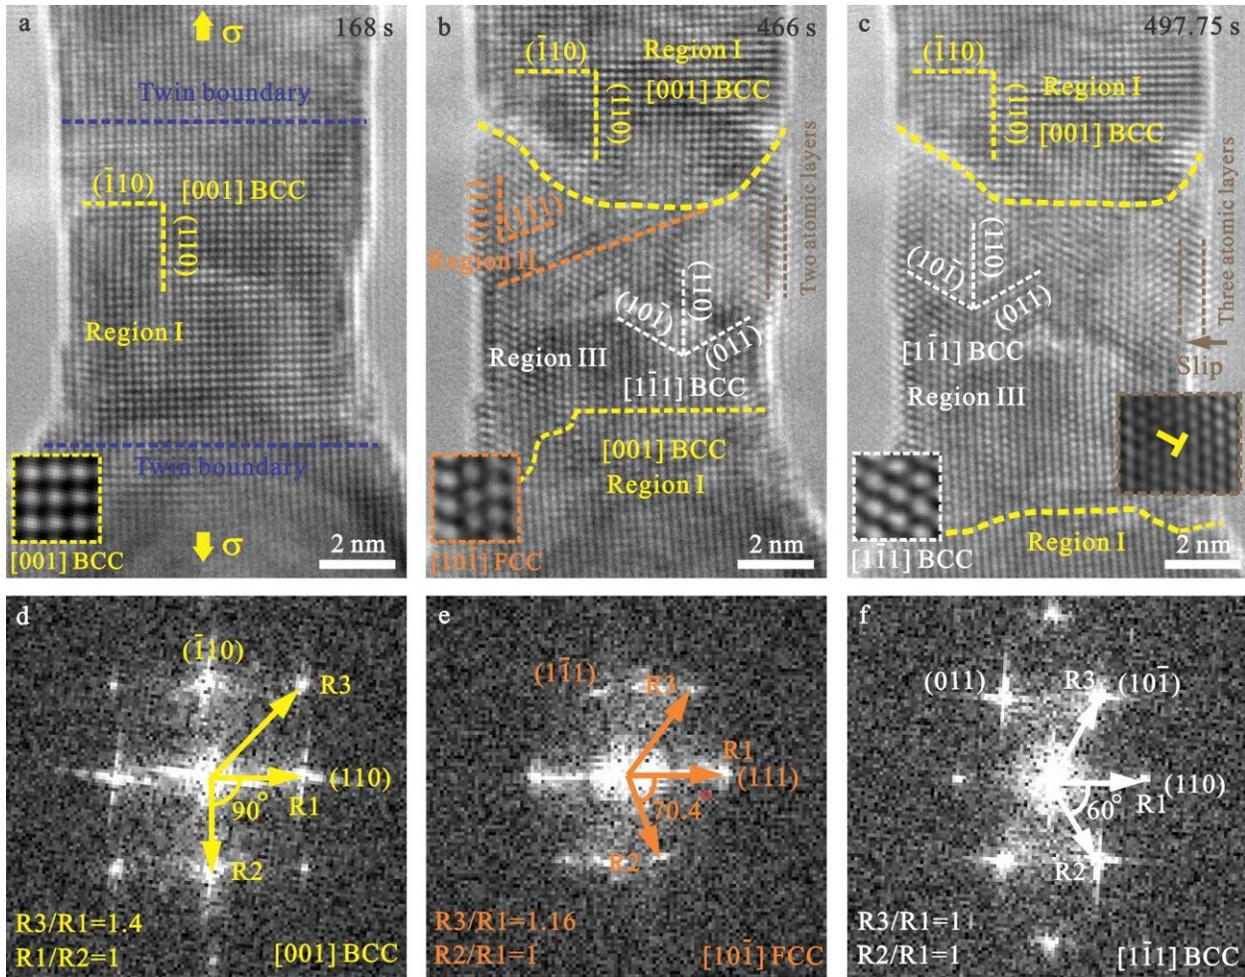 a
168 s
σ
Twin boundary
(1̄10)
[001] BCC
(110)
Region I
Twin boundary
σ
[001] BCC
2 nm
b
466 s
Region I
(1̄10)
[001] BCC
(110)
(111)
(11̄1)
Region II
Two atomic layers
(110)
(101̄)
(011)
Region III
[11̄1] BCC
[001] BCC
Region I
[101̄] FCC
2 nm
c
497.75 s
(1̄10)
Region I
(110)
[001] BCC
Three atomic layers
(110)
(101̄)
(011)
[11̄1] BCC
Slip
Region III
Region I
[11̄1] BCC
2 nm
d
(1̄10)
R3
(110)
R1
90°
R2
R3/R1=1.4
R1/R2=1
[001] BCC
e
(11̄1)
R3
R1
(111)
70.4°
R2
R3/R1=1.16
R2/R1=1
[101̄] FCC
f
(011)
R3
(101̄)
(110)
R1
60°
R2
R3/R1=1
R2/R1=1
[11̄1] BCC